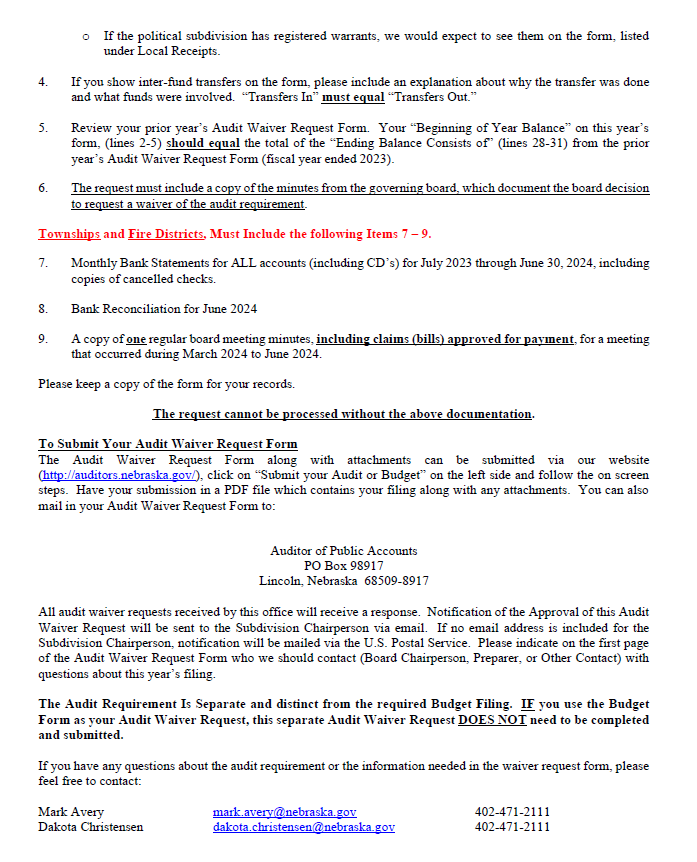 o If the political subdivision has registered warrants, we would expect to see them on the form, listed
under Local Receipts.
4. If you show inter-fund transfers on the form, please include an explanation about why the transfer was done
and what funds were involved. “Transfers In” must equal “Transfers Out.”
5. Review your prior year’s Audit Waiver Request Form. Your “Beginning of Year Balance” on this year’s
form, (lines 2-5) should equal the total of the “Ending Balance Consists of” (lines 28-31) from the prior
year’s Audit Waiver Request Form (fiscal year ended 2023).
6. The request must include a copy of the minutes from the governing board, which document the board decision
to request a waiver of the audit requirement.
Townships and Fire Districts, Must Include the following Items 7 – 9.
7. Monthly Bank Statements for ALL accounts (including CD’s) for July 2023 through June 30, 2024, including
copies of cancelled checks.
8. Bank Reconciliation for June 2024
9. A copy of one regular board meeting minutes, including claims (bills) approved for payment, for a meeting
that occurred during March 2024 to June 2024.
Please keep a copy of the form for your records.
The request cannot be processed without the above documentation.
To Submit Your Audit Waiver Request Form
The Audit Waiver Request Form along with attachments can be submitted via our website
(http://auditors.nebraska.gov/), click on “Submit your Audit or Budget” on the left side and follow the on screen
steps. Have your submission in a PDF file which contains your filing along with any attachments. You can also
mail in your Audit Waiver Request Form to:
Auditor of Public Accounts
PO Box 98917
Lincoln, Nebraska 68509-8917
All audit waiver requests received by this office will receive a response. Notification of the Approval of this Audit
Waiver Request will be sent to the Subdivision Chairperson via email. If no email address is included for the
Subdivision Chairperson, notification will be mailed via the U.S. Postal Service. Please indicate on the first page
of the Audit Waiver Request Form who we should contact (Board Chairperson, Preparer, or Other Contact) with
questions about this year’s filing.
The Audit Requirement Is Separate and distinct from the required Budget Filing. IF you use the Budget
Form as your Audit Waiver Request, this separate Audit Waiver Request DOES NOT need to be completed
and submitted.
If you have any questions about the audit requirement or the information needed in the waiver request form, please
feel free to contact:
Mark Avery mark.avery@nebraska.gov 402-471-2111
Dakota Christensen dakota.christensen@nebraska.gov 402-471-2111